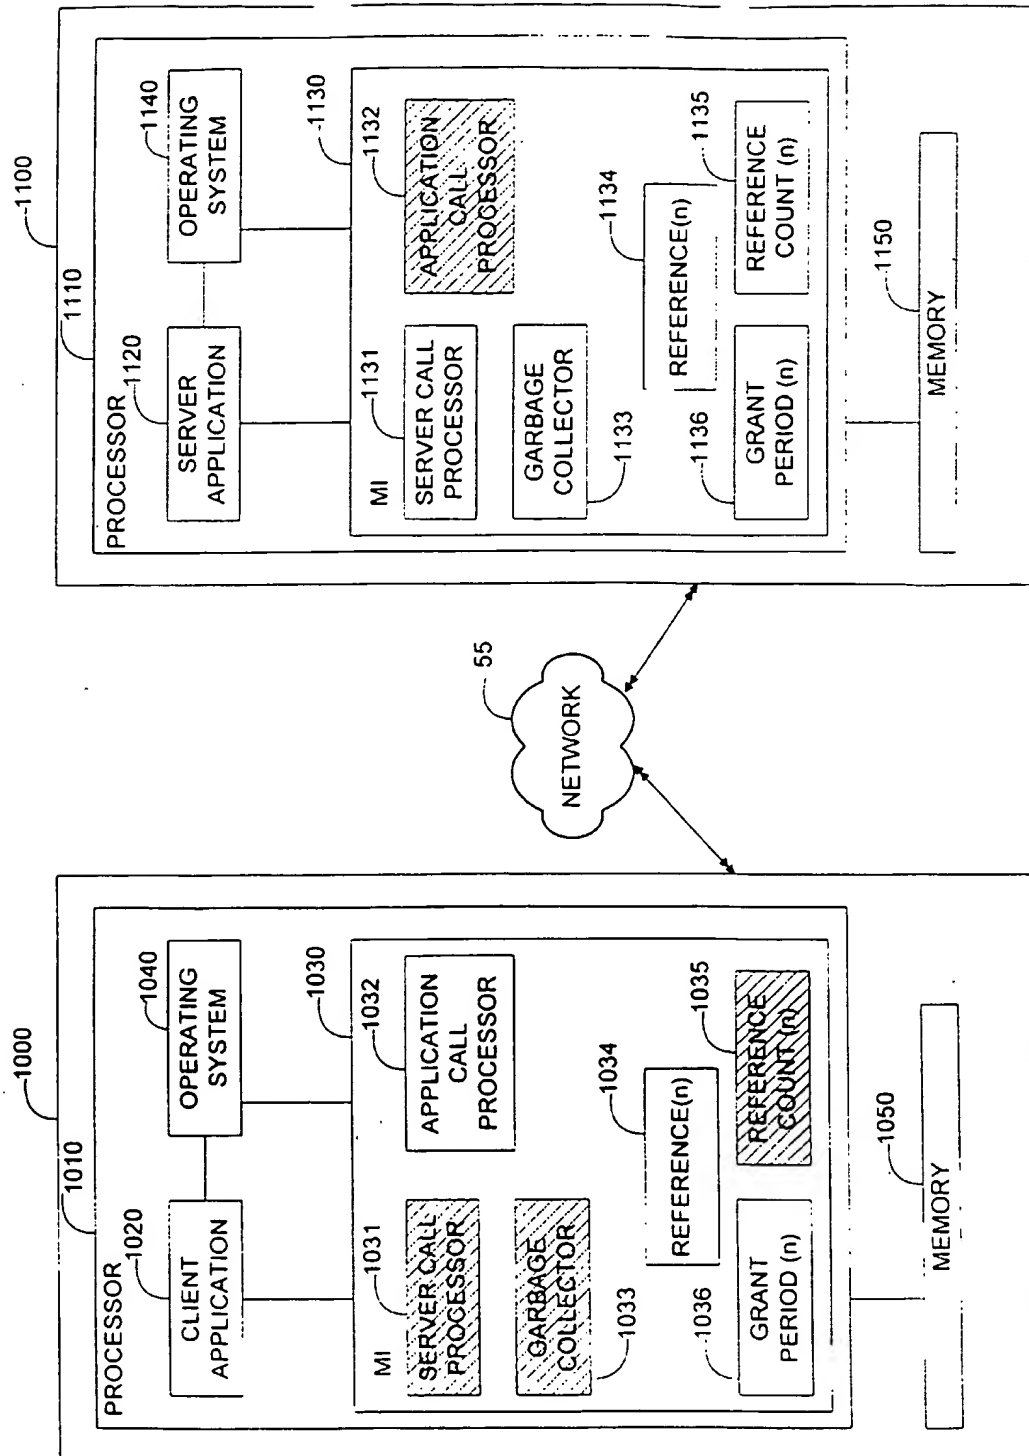 1000
1010
PROCESSOR
1020
CLIENT
APPLICATION
1040
OPERATING
SYSTEM
1030
MI
1031
SERVER CALL
PROCESSOR
1032
APPLICATION
CALL
PROCESSOR
GARBAGE
COLLECTOR
1033
1034
REFERENCE(n)
1035
REFERENCE
COUNT (n)
1036
GRANT
PERIOD (n)
1050
MEMORY
55
NETWORK
1100
1110
PROCESSOR
1120
SERVER
APPLICATION
1140
OPERATING
SYSTEM
1130
MI
1131
SERVER CALL
PROCESSOR
1132
APPLICATION
CALL
PROCESSOR
GARBAGE
COLLECTOR
1133
1134
REFERENCE(n)
1135
REFERENCE
COUNT (n)
1136
GRANT
PERIOD (n)
1150
MEMORY